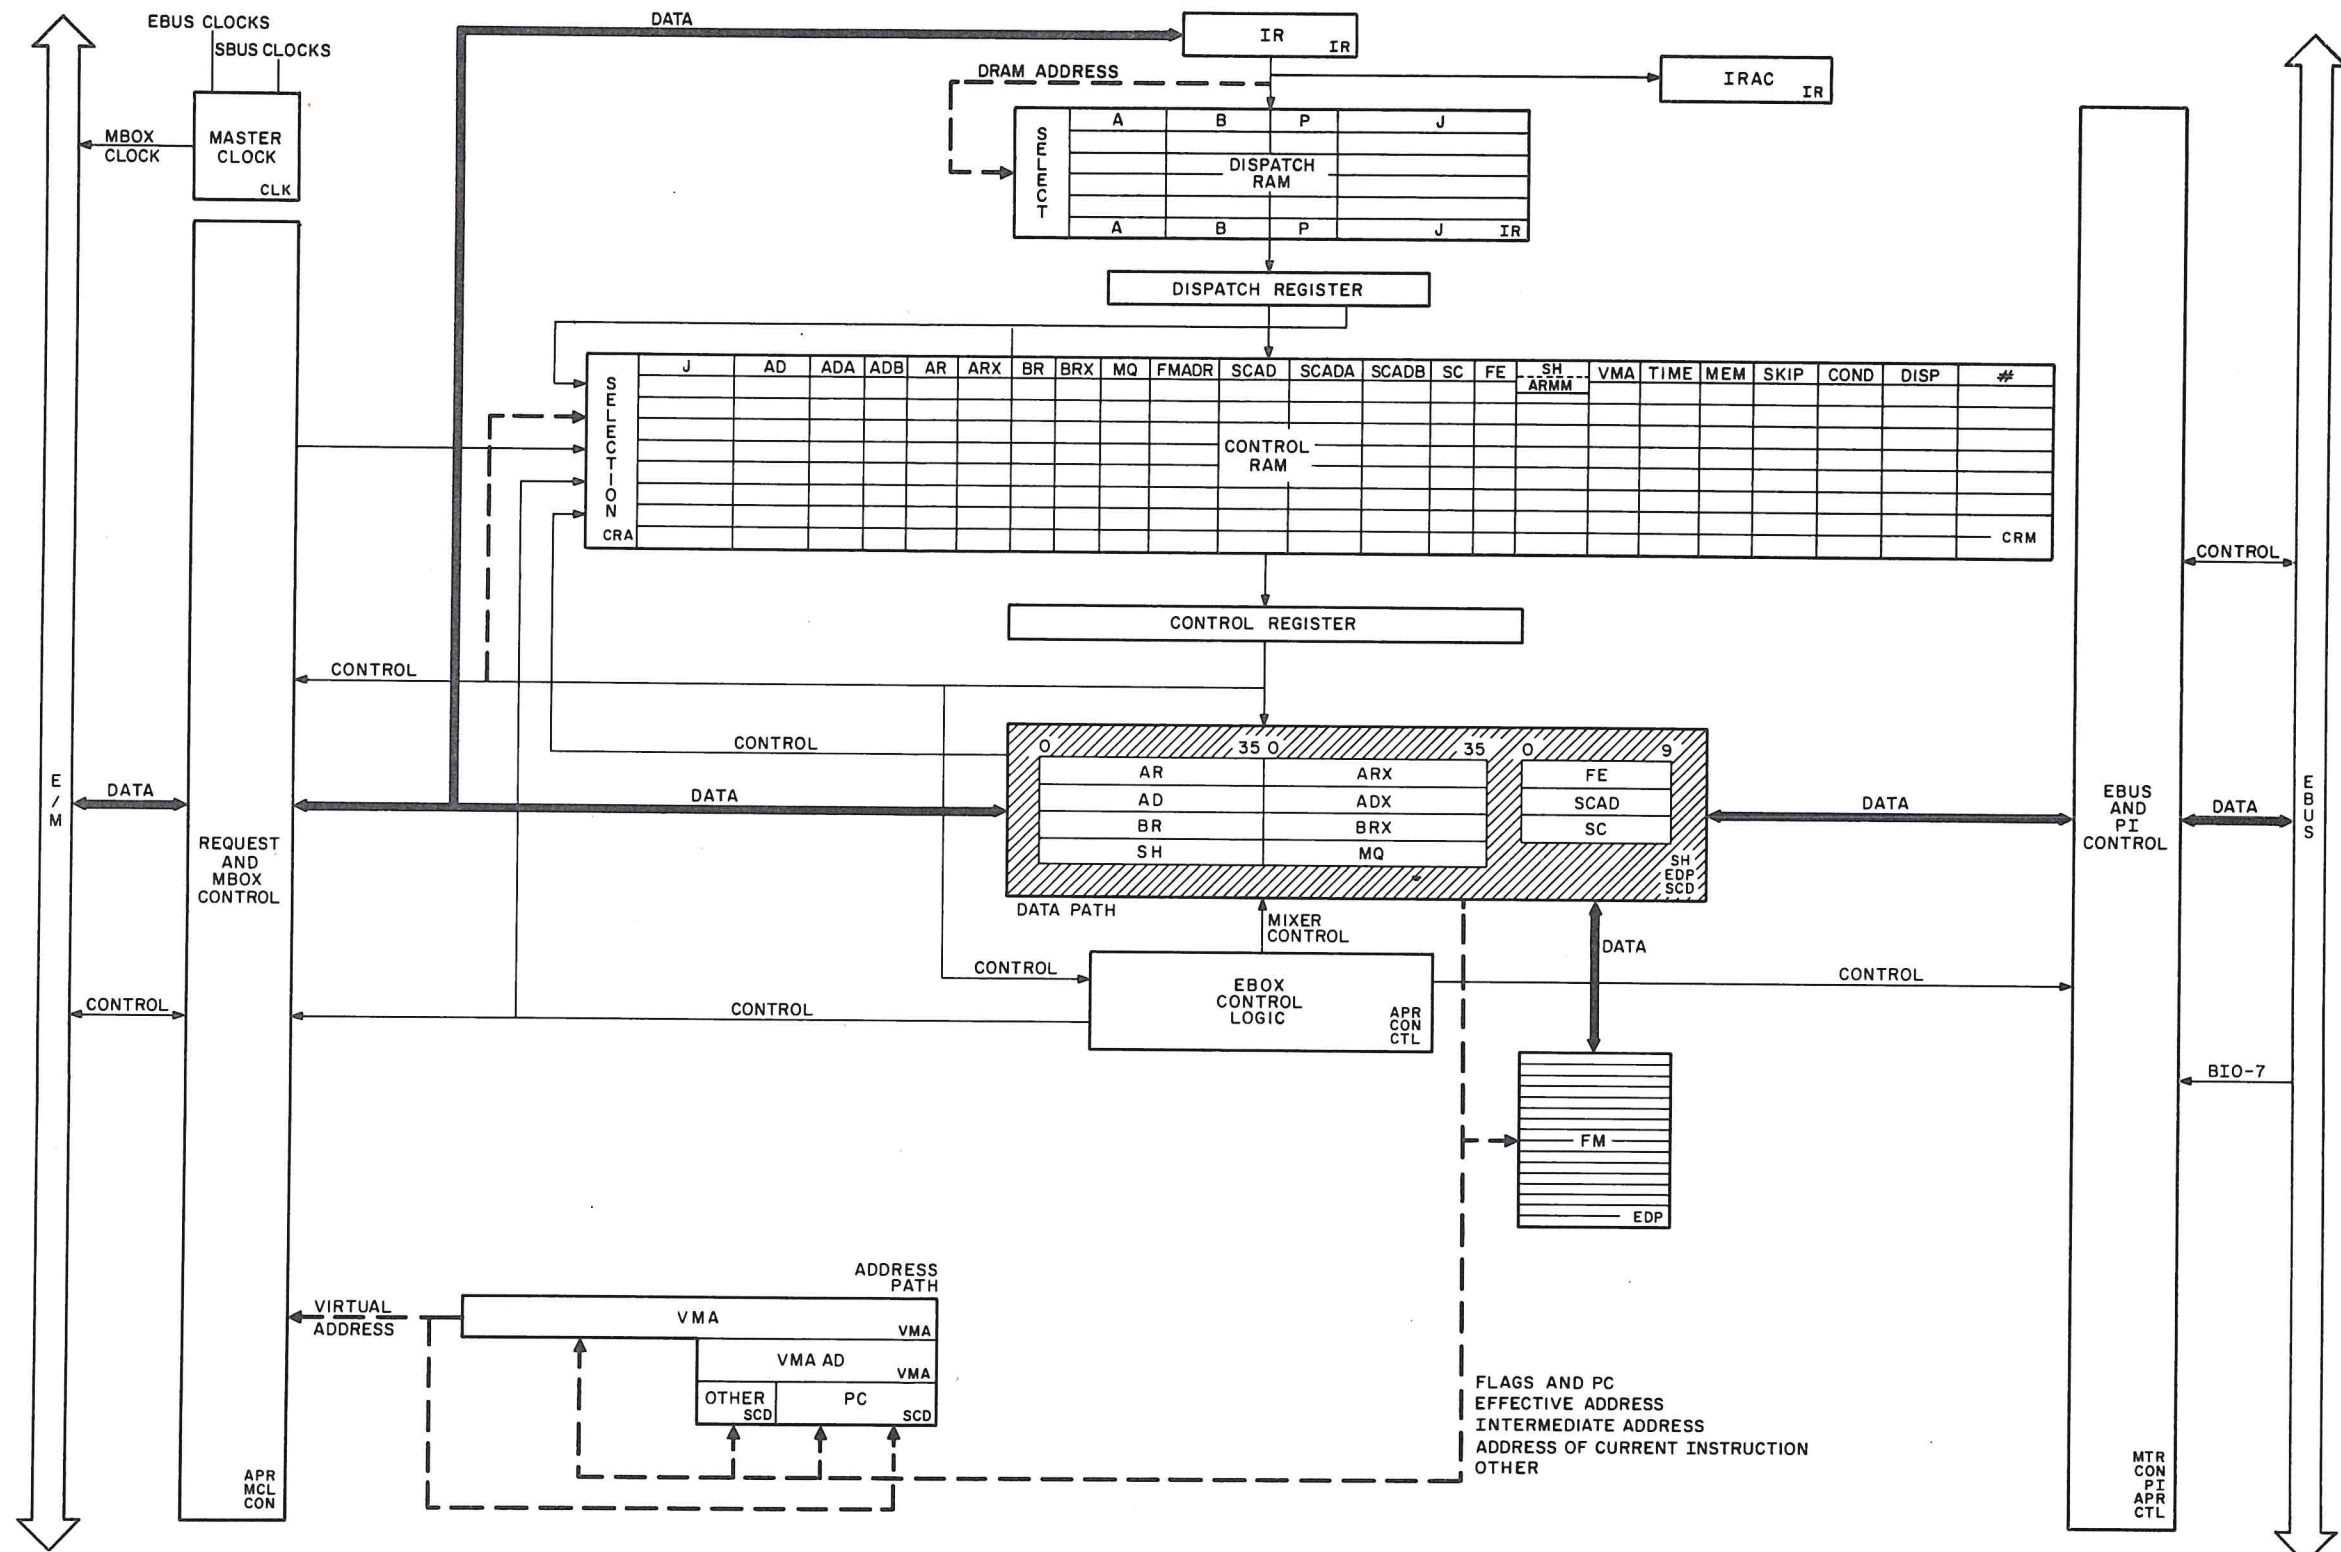 EBUS CLOCKS
SBUS CLOCKS
DATA
IR
IR
DRAM ADDRESS
IRAC
IR
MBOX
CLOCK
MASTER
CLOCK
CLK
SELECT
A B P J
DISPATCH
RAM
A B P J IR
DISPATCH REGISTER
SELECTION
CRA
J AD ADA ADB AR ARX BR BRX MQ FMADR SCAD SCADA SCADB SC FE SH ARMM VMA TIME MEM SKIP COND DISP #
CONTROL
RAM
CRM
CONTROL
CONTROL REGISTER
CONTROL
CONTROL
0 35 0 35 0 9
AR ARX FE
AD ADX SCAD
BR BRX SC
SH MQ
SH
EDP
SCD
DATA PATH
E/M
DATA
DATA
DATA
DATA
EBUS
REQUEST
AND
MBOX
CONTROL
EBUS
AND
PI
CONTROL
MIXER
CONTROL
DATA
CONTROL
EBOX
CONTROL
LOGIC
APR
CON
CTL
CONTROL
CONTROL
CONTROL
BIO-7
FM
EDP
ADDRESS
PATH
VIRTUAL
ADDRESS
VMA
VMA
VMA AD
VMA
OTHER
SCD
PC
SCD
FLAGS AND PC
EFFECTIVE ADDRESS
INTERMEDIATE ADDRESS
ADDRESS OF CURRENT INSTRUCTION
OTHER
APR
MCL
CON
MTR
CON
PI
APR
CTL